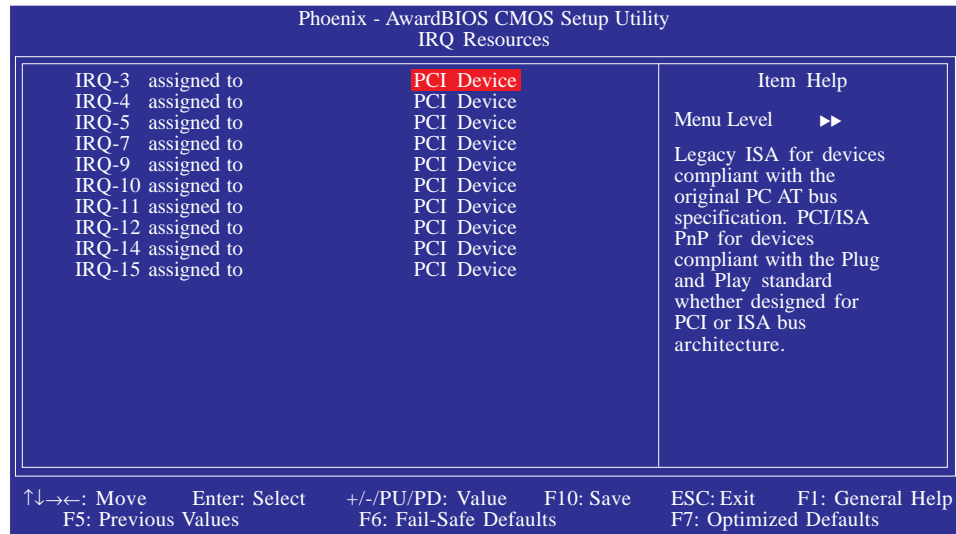 Phoenix - AwardBIOS CMOS Setup Utility
IRQ Resources
IRQ-3 assigned to PCI Device
IRQ-4 assigned to PCI Device
IRQ-5 assigned to PCI Device
IRQ-7 assigned to PCI Device
IRQ-9 assigned to PCI Device
IRQ-10 assigned to PCI Device
IRQ-11 assigned to PCI Device
IRQ-12 assigned to PCI Device
IRQ-14 assigned to PCI Device
IRQ-15 assigned to PCI Device
Item Help
Menu Level ►►
Legacy ISA for devices
compliant with the
original PC AT bus
specification. PCI/ISA
PnP for devices
compliant with the Plug
and Play standard
whether designed for
PCI or ISA bus
architecture.
↑↓→←: Move Enter: Select +/-/PU/PD: Value F10: Save ESC: Exit F1: General Help
F5: Previous Values F6: Fail-Safe Defaults F7: Optimized Defaults